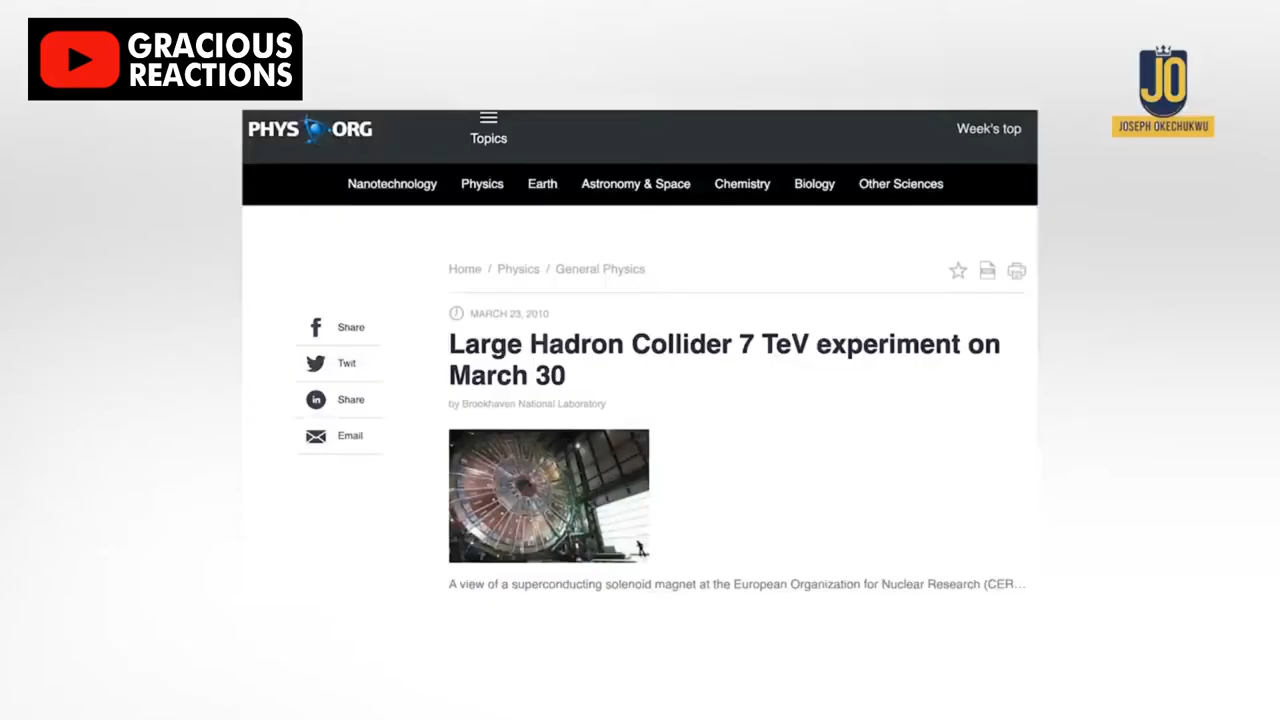 GRACIOUS
REACTIONS
JO
JOSEPH OKECHUKWU
PHYS ORG
Topics
Week's top
Nanotechnology Physics Earth Astronomy & Space Chemistry Biology Other Sciences
Home / Physics / General Physics
MARCH 23, 2010
Large Hadron Collider 7 TeV experiment on
March 30
by Brookhaven National Laboratory
Share
Twit
in Share
Email
A view of a superconducting solenoid magnet at the European Organization for Nuclear Research (CER...